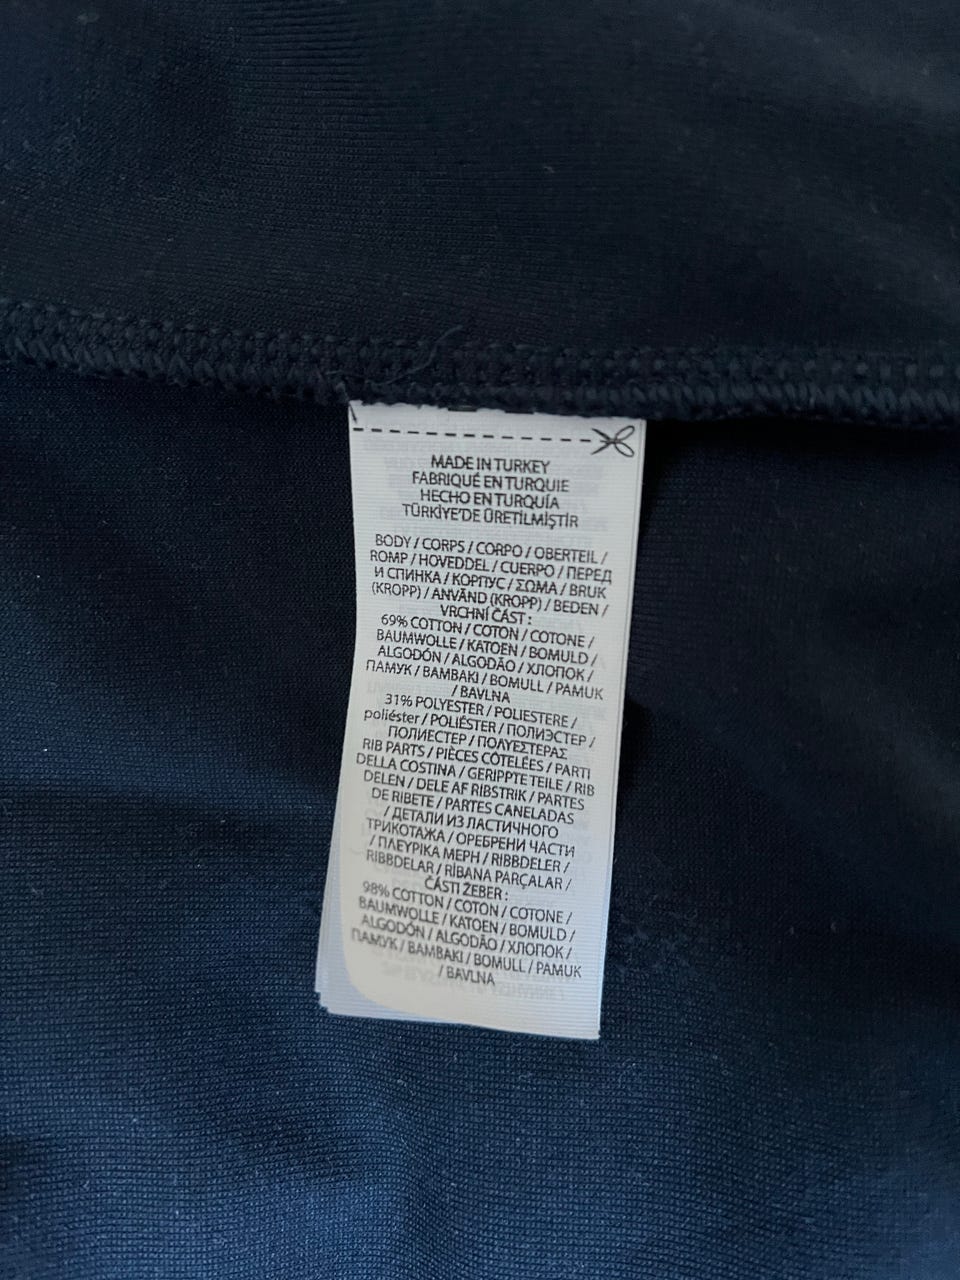 MADE IN TURKEY
FABRIQUÉ EN TURQUIE
HECHO EN TURQUÍA
TÜRKİYE'DE ÜRETİLMİŞTİR
BODY / CORPS / CORPO / OBERTEIL /
ROMP / HOVEDDEL / CUERPO / ПЕРЕД
И СПИНКА / КОРПУС / ΣΩΜΑ / BRUK
(KROPP) / ANVÄND (KROPP) / BEDEN /
VRCHNÍ ČÁST :
69% COTTON / COTON / COTONE /
BAUMWOLLE / KATOEN / BOMULD /
ALGODÓN / ALGODÃO / ХЛОПОК /
ПАМУК / ΒΑΜΒΑΚΙ / BOMULL / PAMUK
/ BAVLNA
31% POLYESTER / POLIESTERE /
poliéster / POLIÉSTER / ПОЛИЭСТЕР /
ПОЛИЕСТЕР / ΠΟΛΥΕΣΤΕΡΑΣ
RIB PARTS / PIÈCES CÔTELÉES / PARTI
DELLA COSTINA / GERIPPTE TEILE / RIB
DELEN / DELE AF RIBSTRIK / PARTES
DE RIBETE / PARTES CANELADAS
/ ДЕТАЛИ ИЗ ЛАСТИЧНОГО
ТРИКОТАЖА / ОРЕБРЕНИ ЧАСТИ
/ ΠΛΕΥΡΙΚΑ ΜΕΡΗ / RIBBDELER /
RIBBDELAR / RİBANA PARÇALAR /
ČÁSTI ŽEBER :
98% COTTON / COTON / COTONE /
BAUMWOLLE / KATOEN / BOMULD /
ALGODÓN / ALGODÃO / ХЛОПОК /
ПАМУК / ΒΑΜΒΑΚΙ / BOMULL / PAMUK
/ BAVLNA